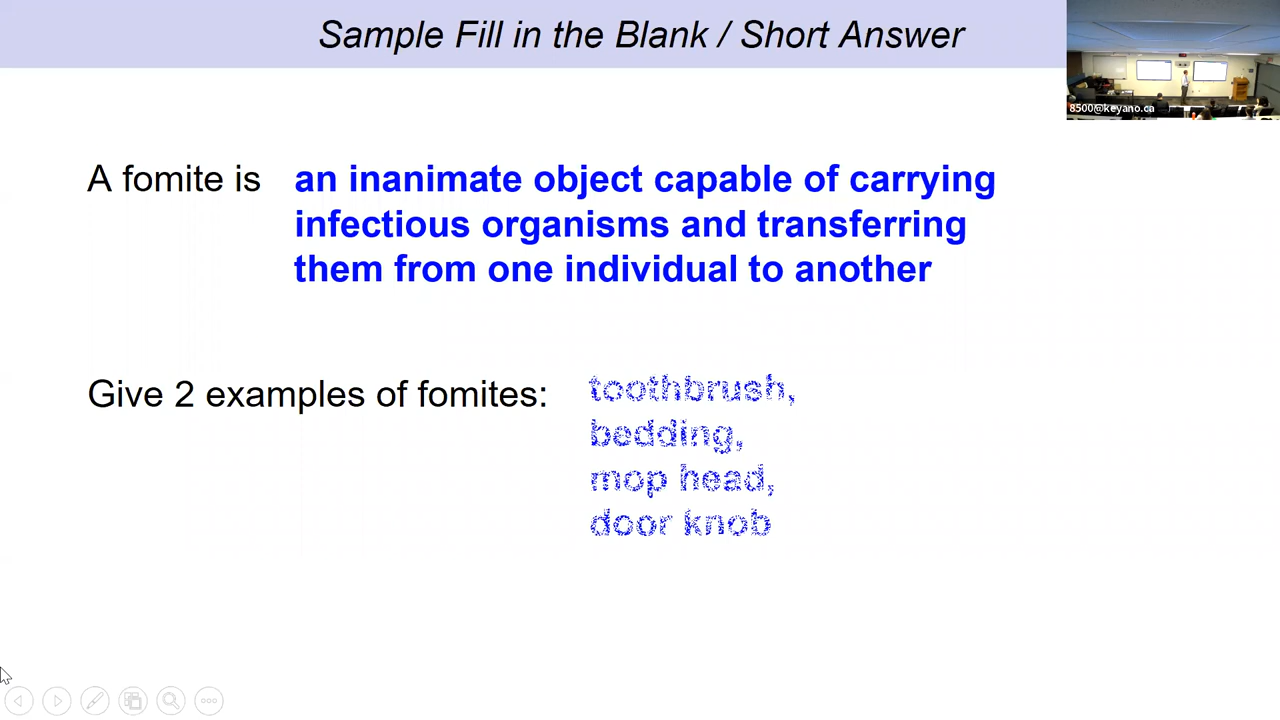 Sample Fill in the Blank / Short Answer
8500@keyano.ca
A fomite is an inanimate object capable of carrying
infectious organisms and transferring
them from one individual to another
Give 2 examples of fomites: toothbrush,
bedding,
mop head,
door knob